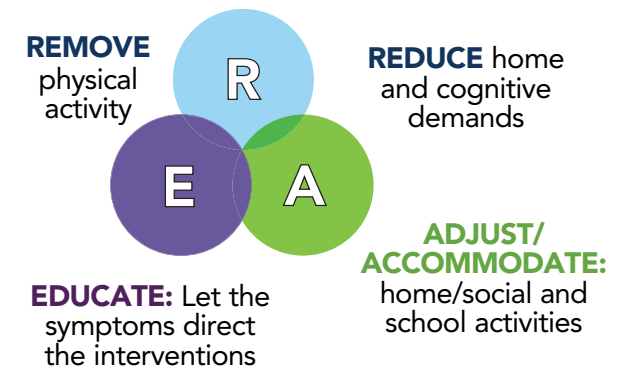 REMOVE
physical
activity
R
REDUCE home
and cognitive
demands
E
A
EDUCATE: Let the
symptoms direct
the interventions
ADJUST/
ACCOMMODATE:
home/social and
school activities